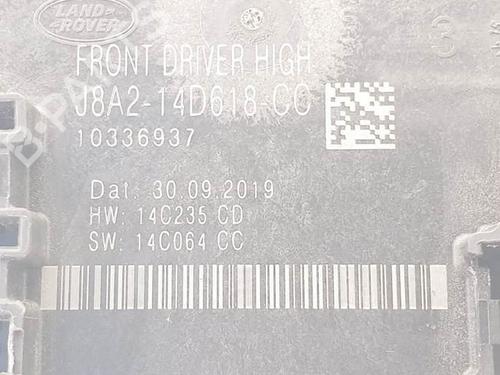 LAND-
ROVER
FRONT DRIVER HIGH
J8A2-14D618-CC
10336937
Dat: 30.09.2019
HW: 14C235 CD
SW: 14C064 CC
3